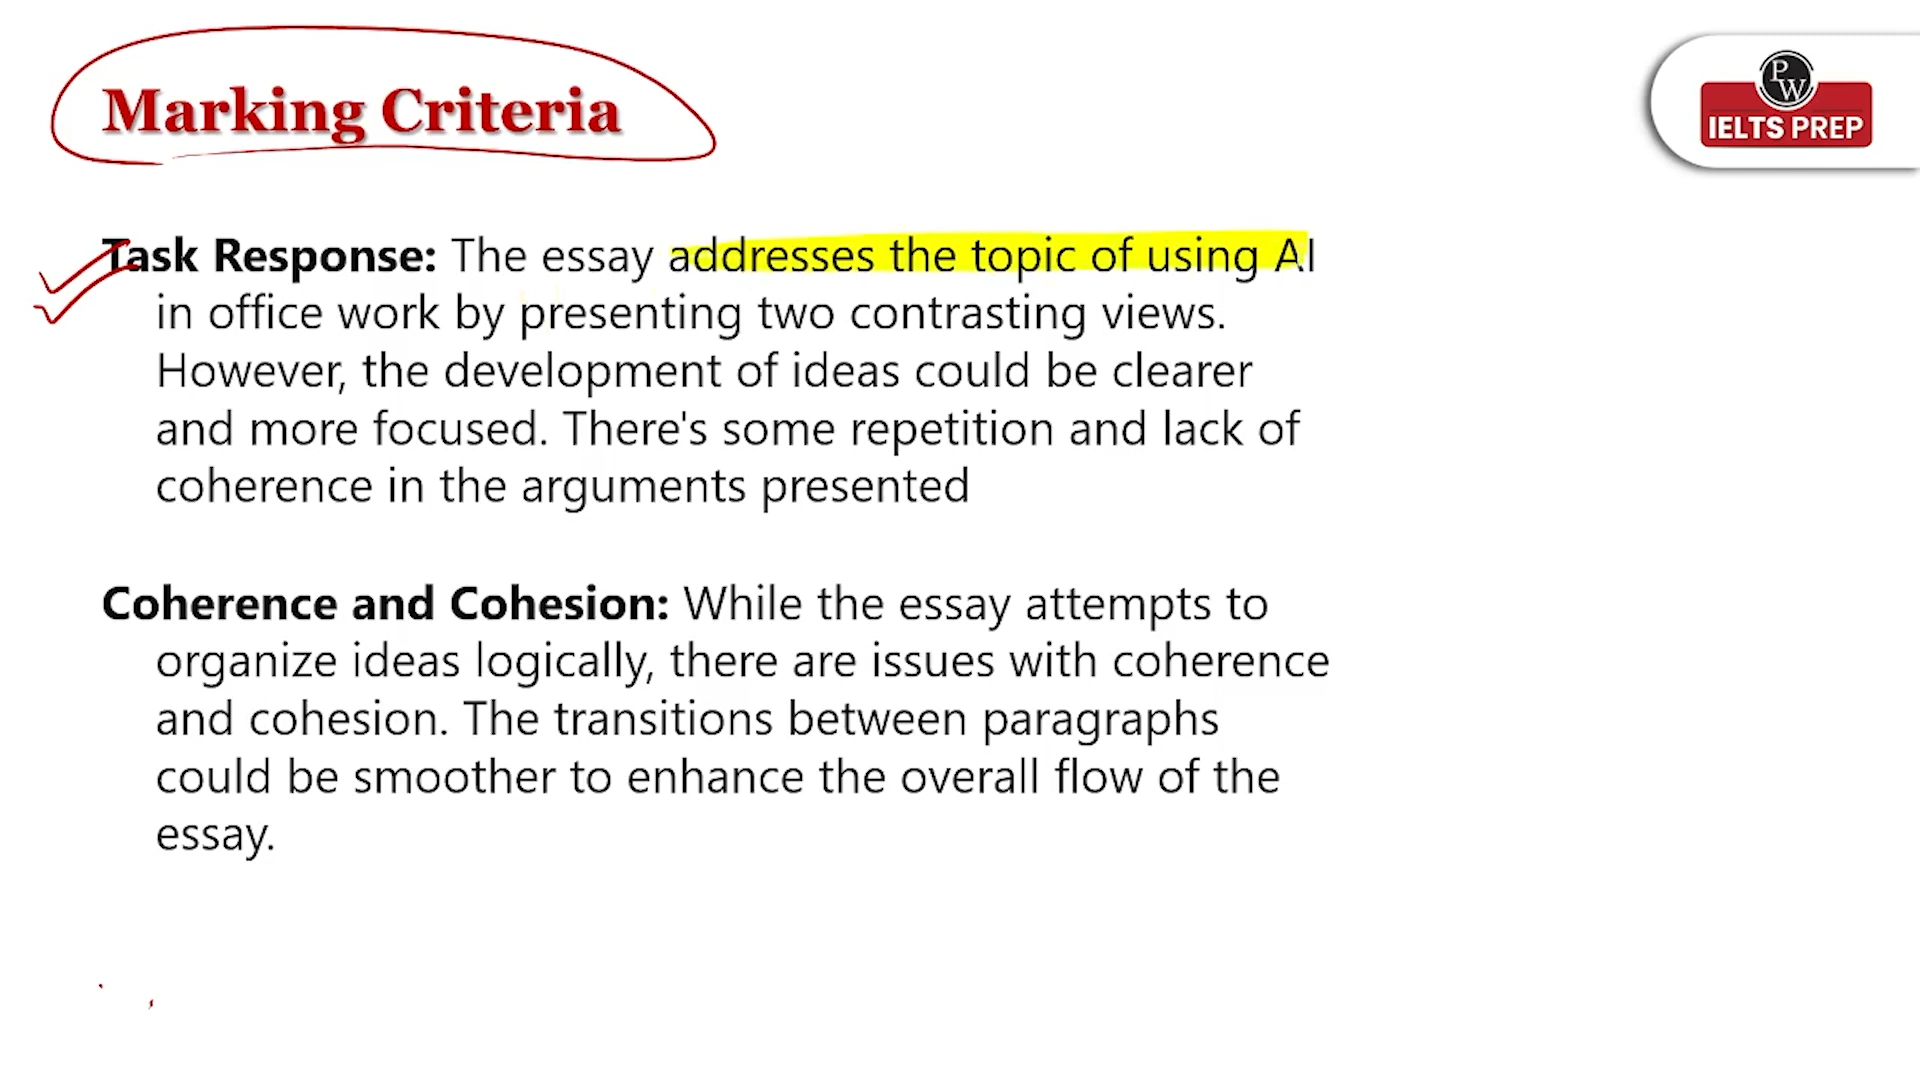 Marking Criteria
PW
IELTS PREP
Task Response: The essay addresses the topic of using AI
in office work by presenting two contrasting views.
However, the development of ideas could be clearer
and more focused. There's some repetition and lack of
coherence in the arguments presented
Coherence and Cohesion: While the essay attempts to
organize ideas logically, there are issues with coherence
and cohesion. The transitions between paragraphs
could be smoother to enhance the overall flow of the
essay.